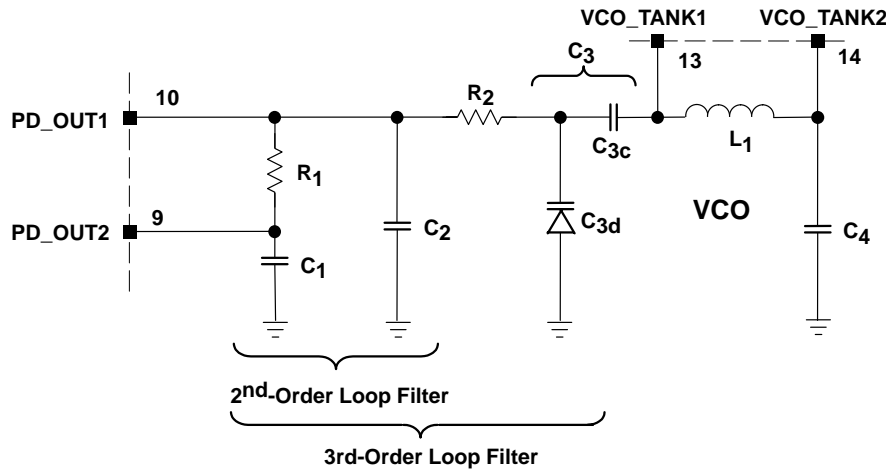 VCO_TANK1 VCO_TANK2
C3
13 14
10
R2
PD_OUT1
C3c L1
R1
VCO
9
PD_OUT2
C2 C3d C4
C1
2nd-Order Loop Filter
3rd-Order Loop Filter